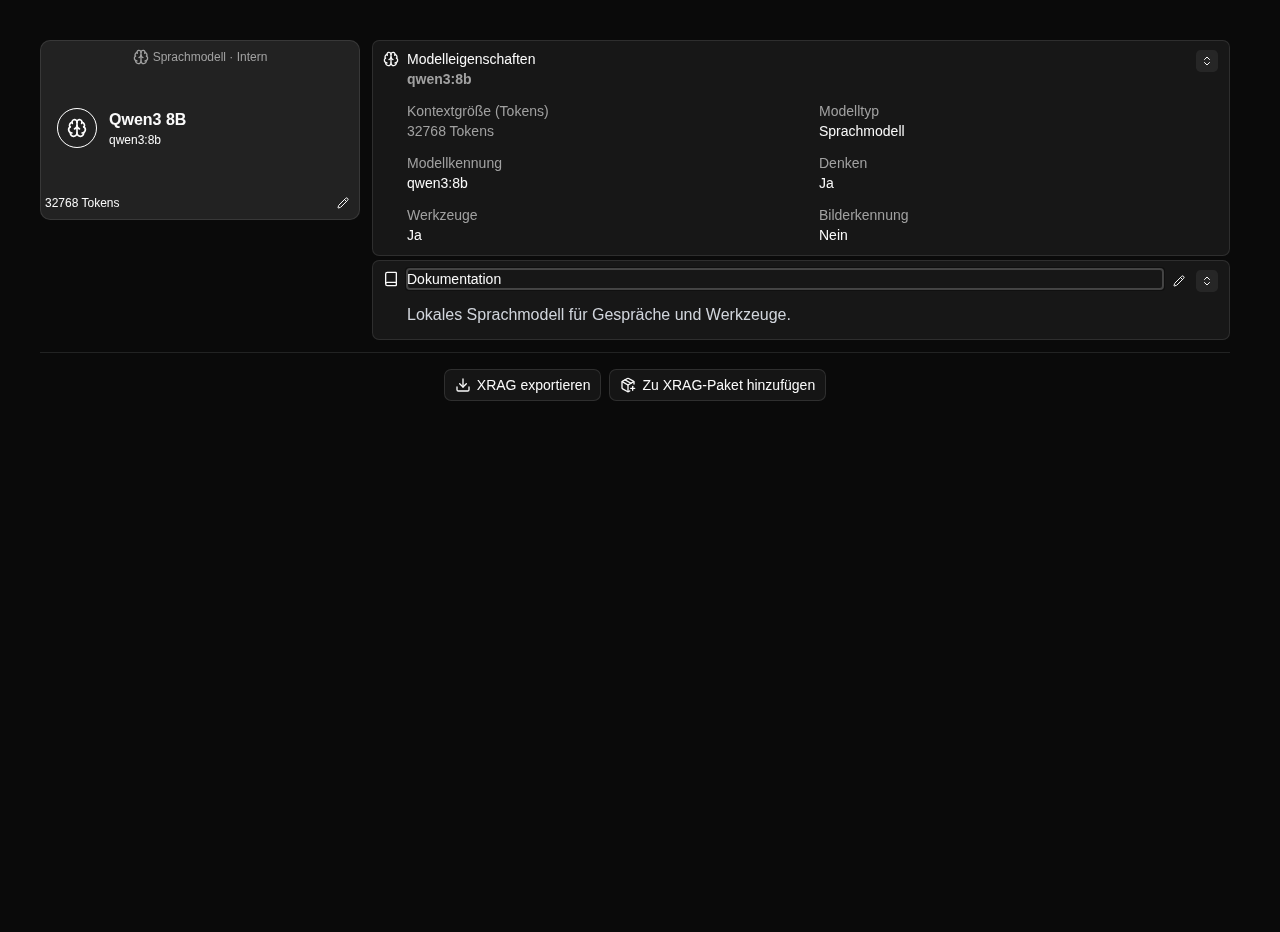 Sprachmodell · Intern
Qwen3 8B
qwen3:8b
32768 Tokens
Modelleigenschaften
qwen3:8b
Kontextgröße (Tokens)
32768 Tokens
Modelltyp
Sprachmodell
Modellkennung
qwen3:8b
Denken
Ja
Werkzeuge
Ja
Bilderkennung
Nein
Dokumentation
Lokales Sprachmodell für Gespräche und Werkzeuge.
XRAG exportieren
Zu XRAG-Paket hinzufügen